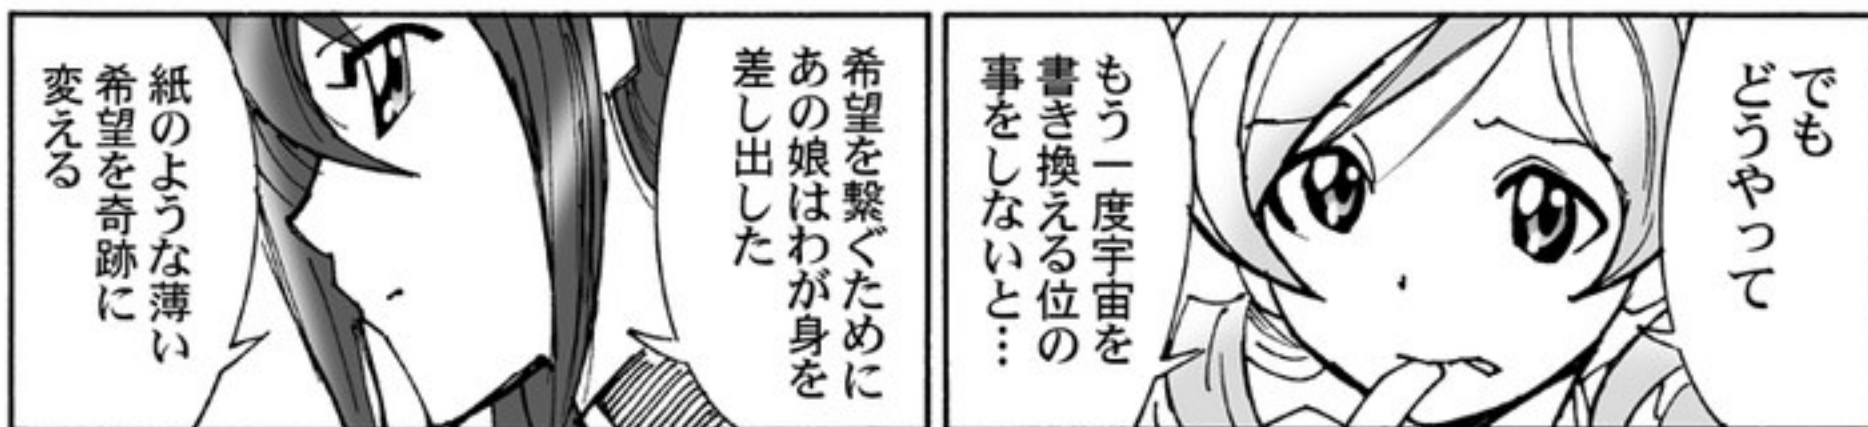 でも
どうやって
もう一度宇宙を
書き換える位の
事をしないと…
希望を繋ぐために
あの娘はわが身を
差し出した
紙のような薄い
希望を奇跡に
変える